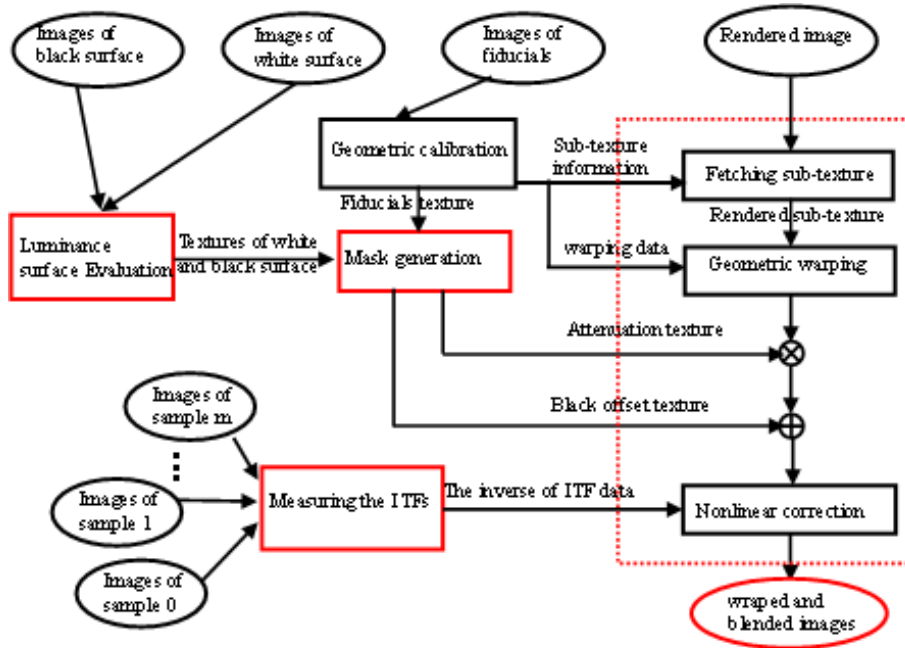 Images of
black surface
Images of
white surface
Images of
fiducials
Rendered image
Geometric calibration
Sub-texture
information
Fetching sub-texture
Fiducials texture
Rendered sub-texture
Luminance
surface Evaluation
Textures of white
and black surface
Mask generation
warping data
Geometric warping
Attenuation texture
Black offset texture
Images of
sample m
Images of
sample 1
Measuring the ITFs
The inverse of ITF data
Nonlinear correction
Images of
sample 0
wraped and
blended images